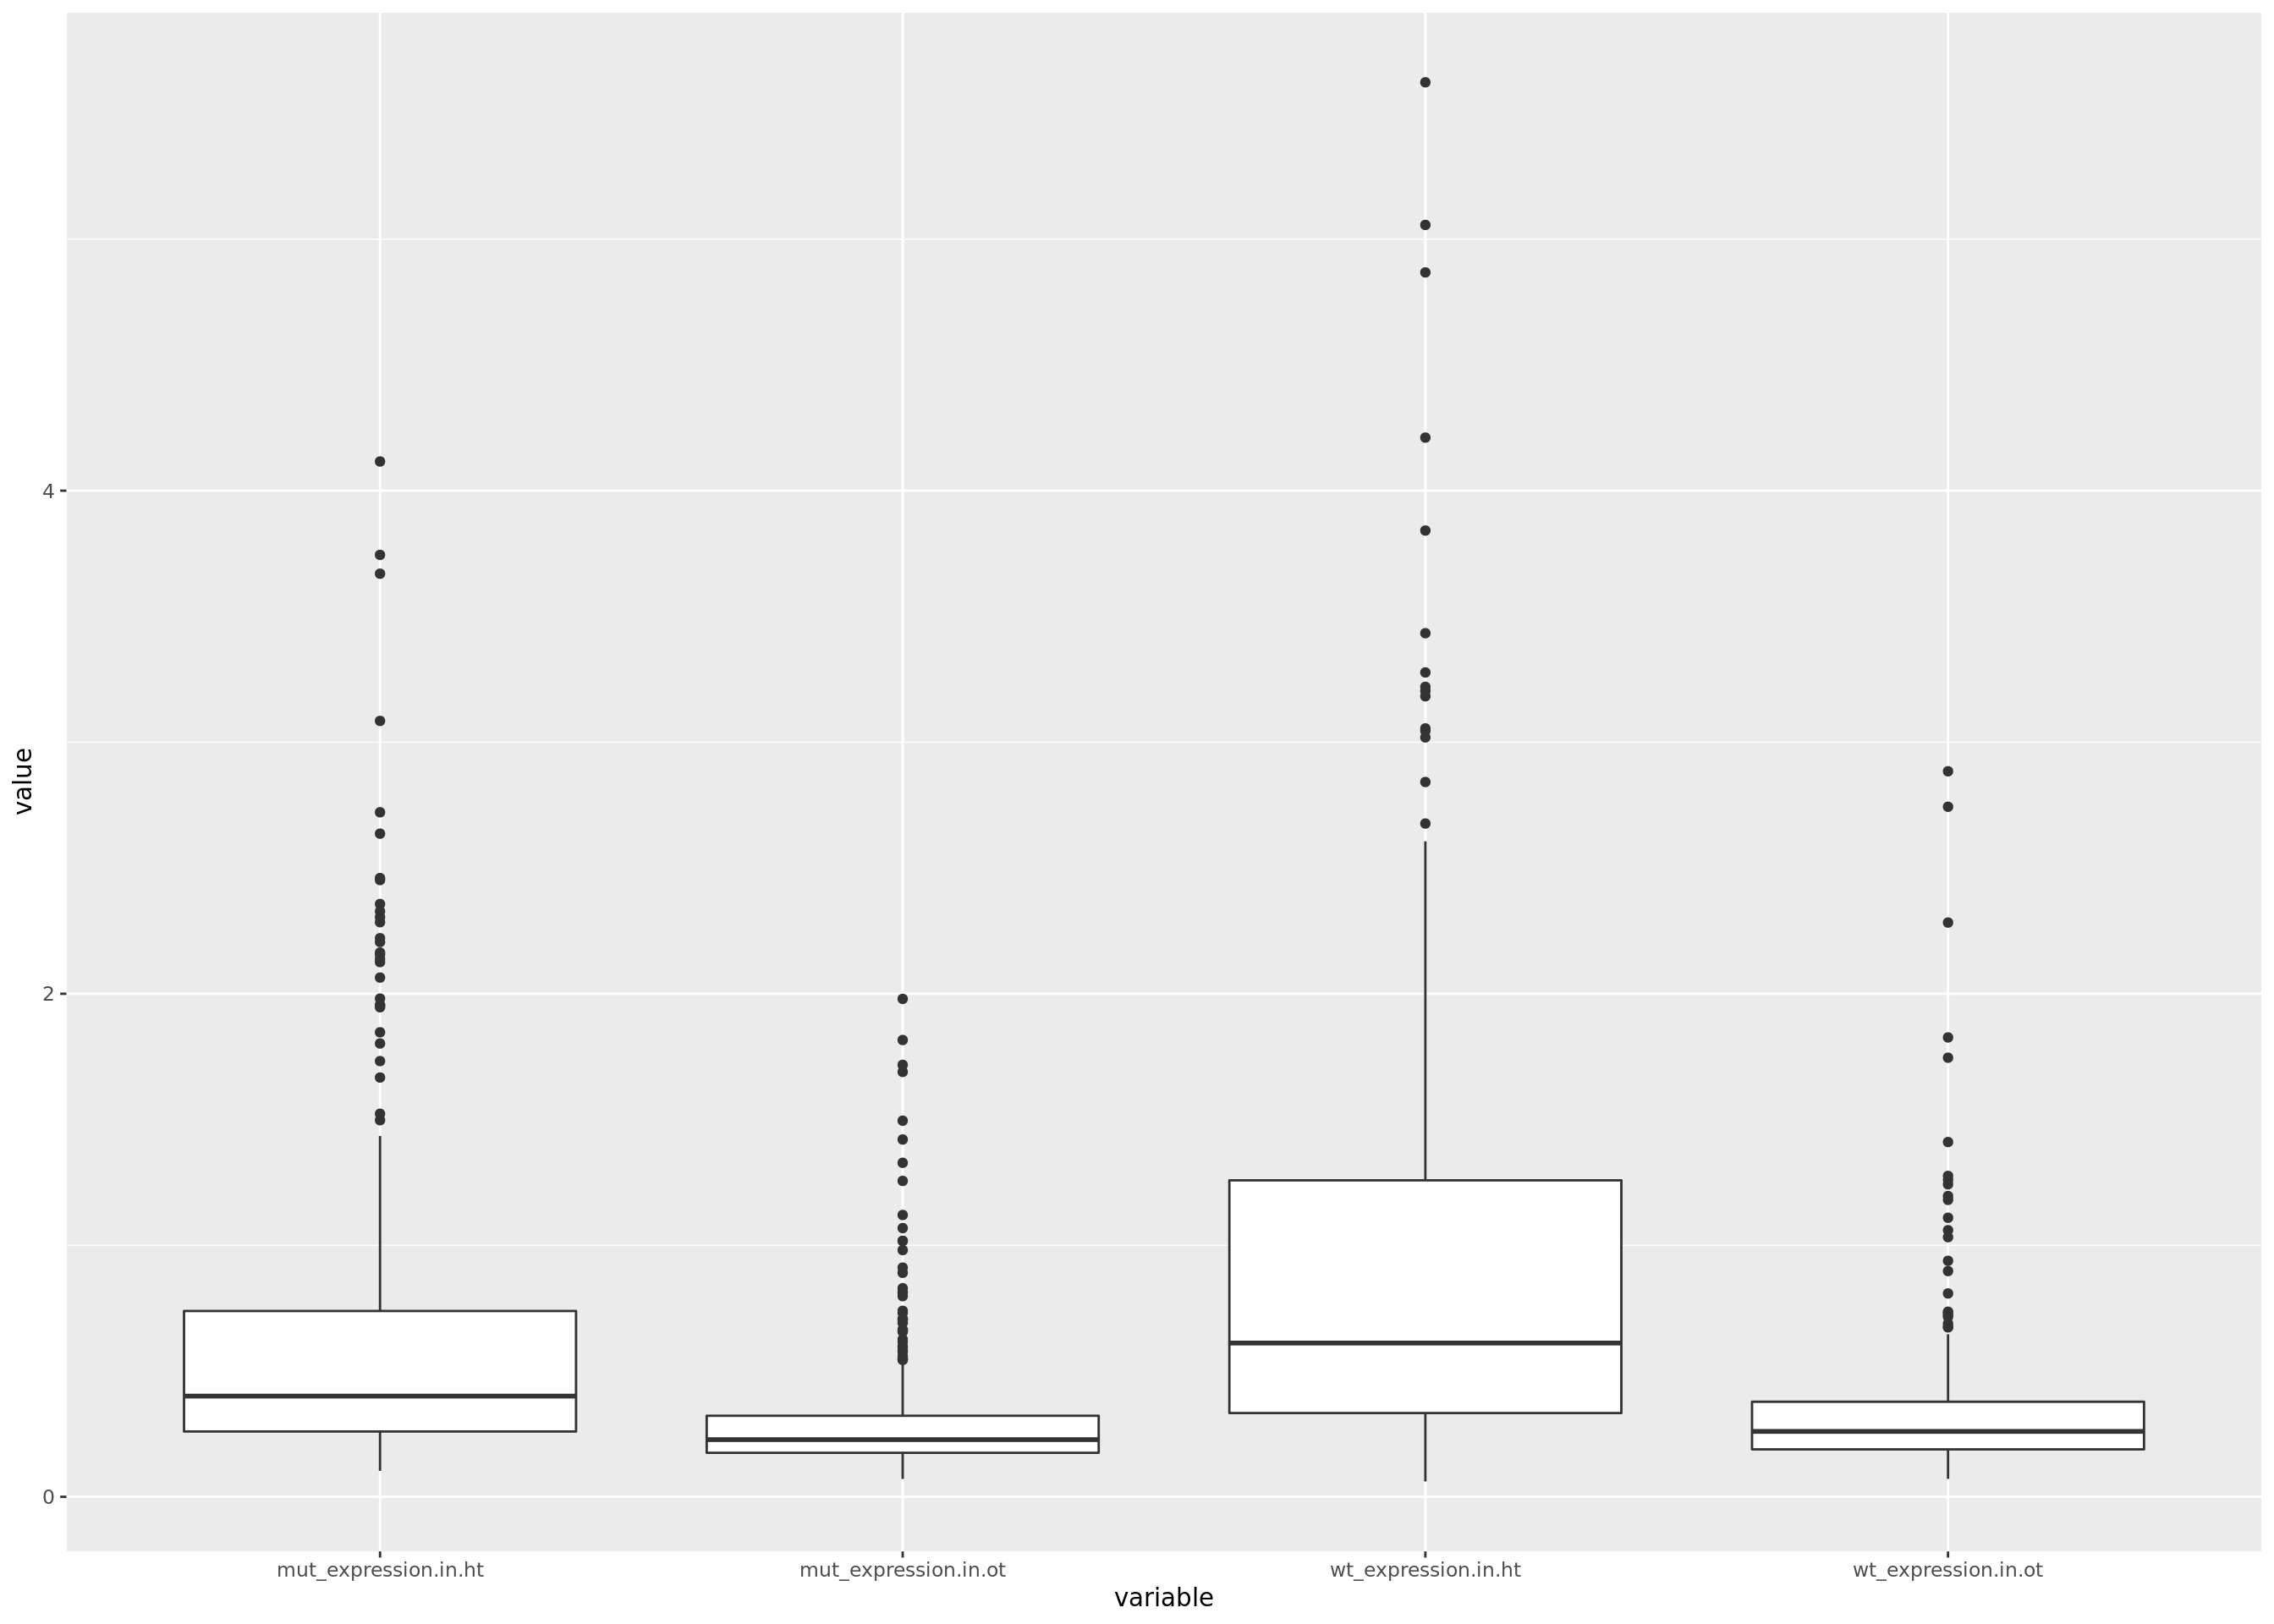 value
4
2
0
mut_expression.in.ht mut_expression.in.ot wt_expression.in.ht wt_expression.in.ot
variable